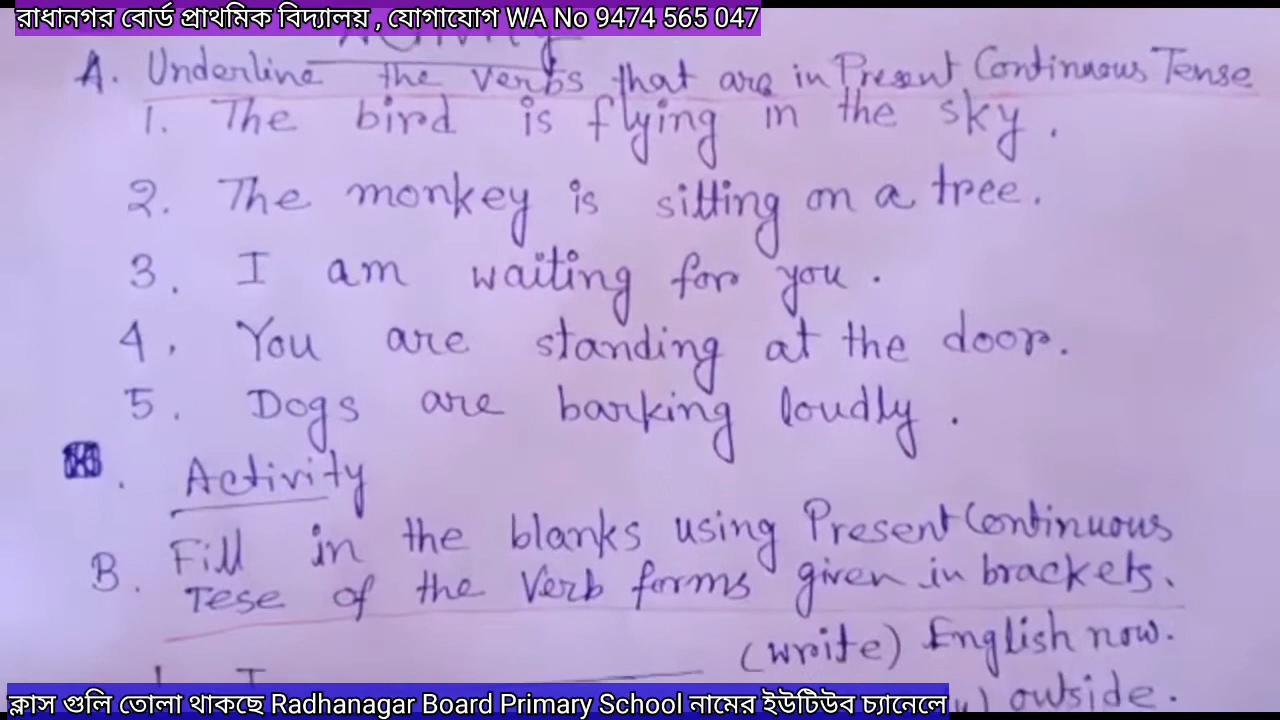 রাধানগর বোর্ড প্রাথমিক বিদ্যালয় , যোগাযোগ WA No 9474 565 047
Activity
A. Underline the verbs that are in Present Continuous Tense
1. The bird is flying in the sky.
2. The monkey is sitting on a tree.
3. I am waiting for you.
4. You are standing at the door.
5. Dogs are barking loudly.
Activity
B. Fill in the blanks using Present Continuous
Tese of the Verb forms given in brackets.
1. I (write) English now.
outside.
ক্লাস গুলি তোলা থাকছে Radhanagar Board Primary School নামের ইউটিউব চ্যানেলে